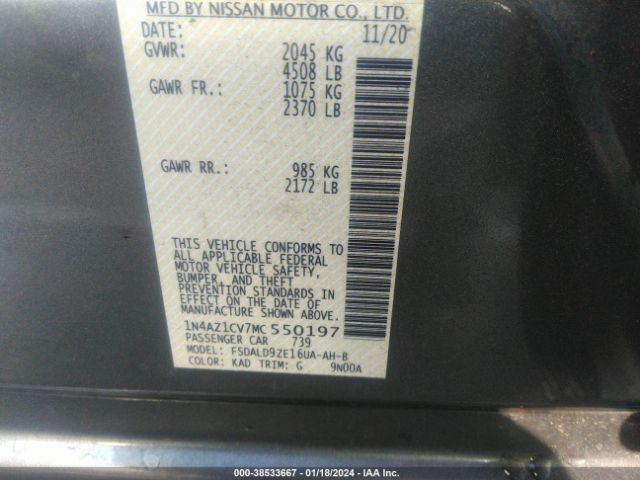 MFD BY NISSAN MOTOR CO., LTD.
DATE: 11/20
GVWR: 2045 KG
4508 LB
GAWR FR.: 1075 KG
2370 LB
GAWR RR.: 985 KG
2172 LB
THIS VEHICLE CONFORMS TO
ALL APPLICABLE FEDERAL
MOTOR VEHICLE SAFETY,
BUMPER, AND THEFT
PREVENTION STANDARDS IN
EFFECT ON THE DATE OF
MANUFACTURE SHOWN ABOVE.
1N4AZ1CV7MC550197
PASSENGER CAR 739
MODEL: FSDALD9ZE16UA-AH-B
COLOR: KAD TRIM: G 9N00A
000-38533667 - 01/18/2024 - IAA Inc.